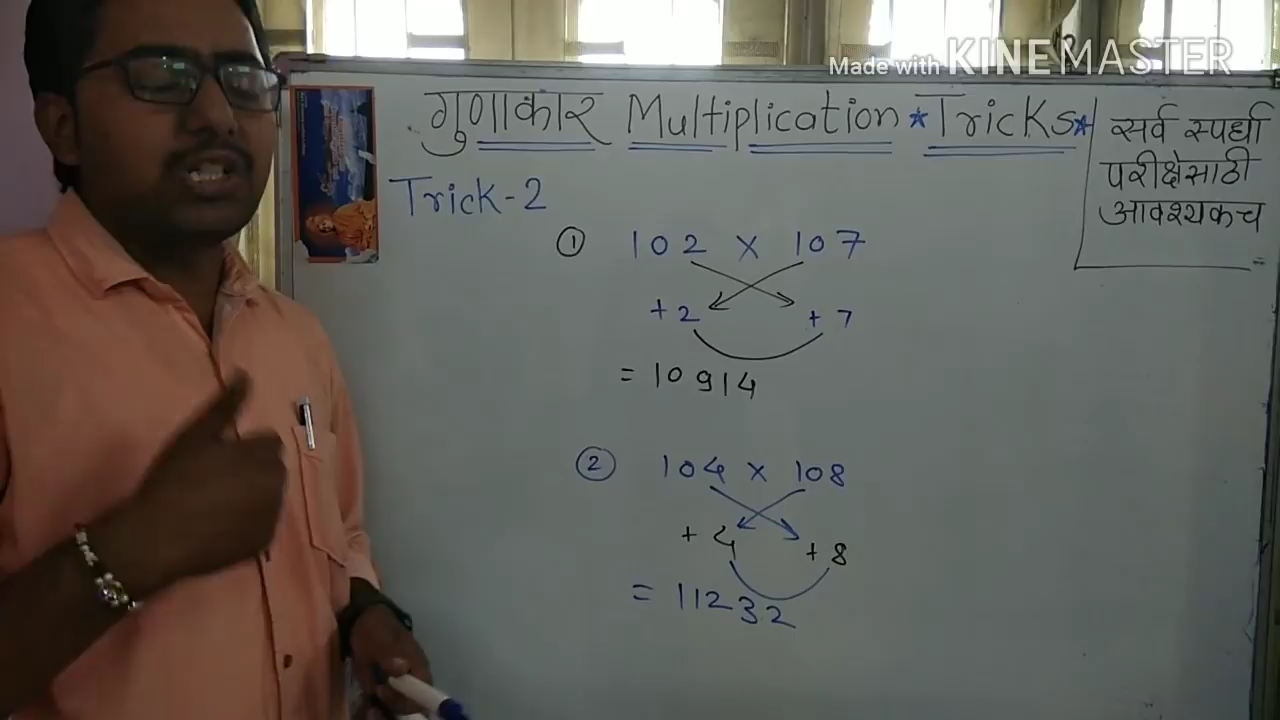 Made with KINEMASTER
गुणाकार Multiplication *Tricks*
सर्व स्पर्धा
परीक्षेसाठी
आवश्यकच
Trick-2
① 102 x 107
+2 +7
= 10914
② 104 x 108
+4 +8
= 11232